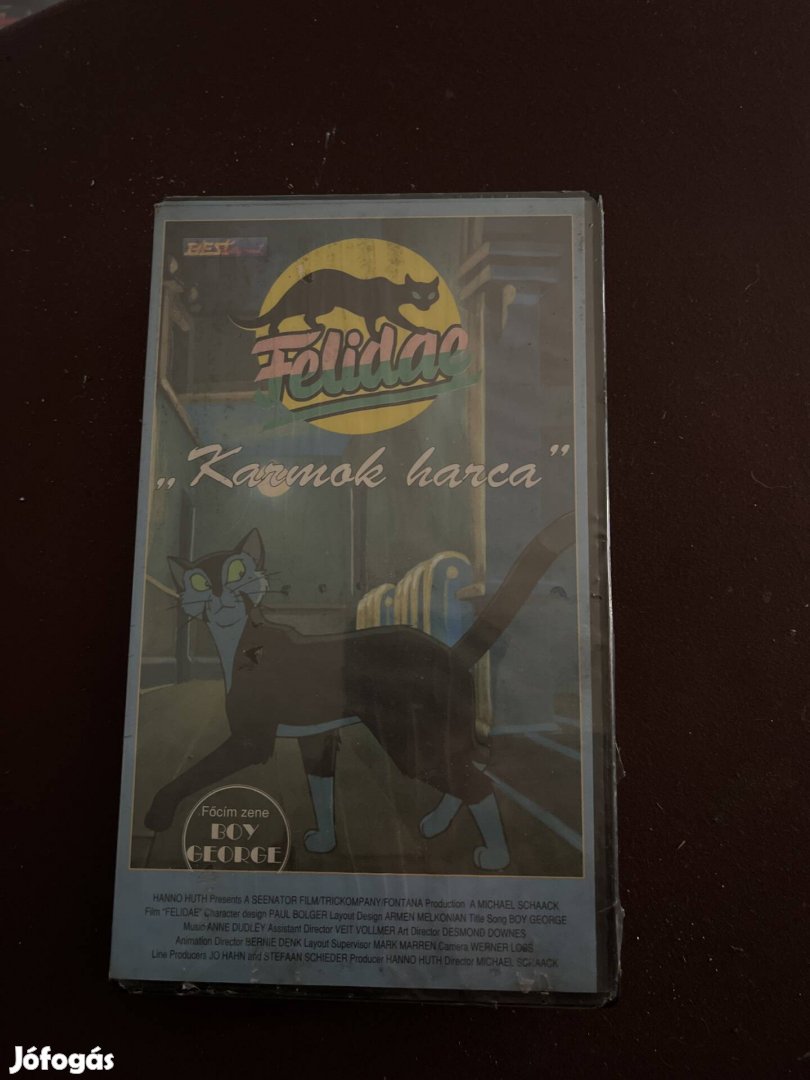 BEST
Felidae
„Karmok harca”
Főcím zene
BOY
GEORGE
HANNO HUTH Presents A SEENATOR FILM/TRICKOMPANY/FONTANA Production A MICHAEL SCHAACK
Film "FELIDAE" Character design PAUL BOLGER Layout Design ARMEN MELKONIAN Title Song BOY GEORGE
Music ANNE DUDLEY Assistant Director VEIT VOLLMER Art Director DESMOND DOWNES
Animation Director BERNIE DENK Layout Supervisor MARK MARREN Camera WERNER LOSS
Line Producers JO HAHN and STEFAAN SCHIEDER Producer HANNO HUTH Director MICHAEL SCHAACK
Jófogás